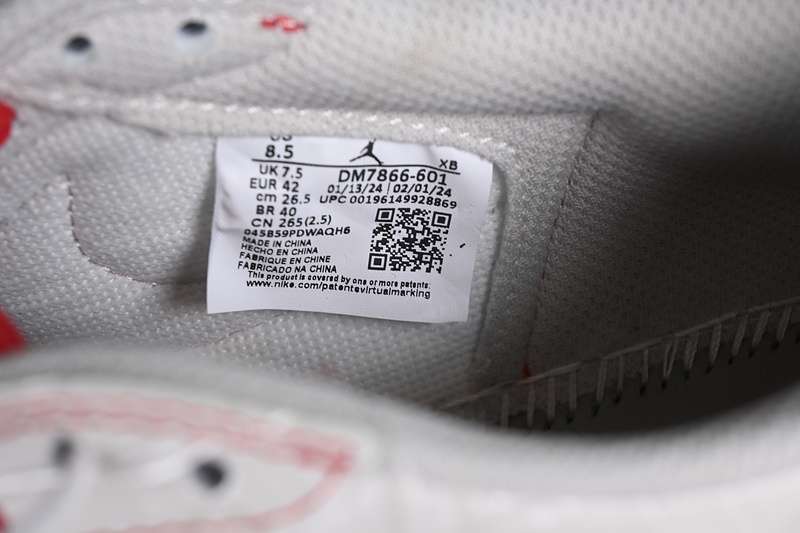 US
8.5
XB
UK 7.5
DM7866-601
EUR 42
01/13/24 | 02/01/24
cm 26.5
UPC 00196149928869
BR 40
CN 265(2.5)
045B59PDWAQH6
MADE IN CHINA
HECHO EN CHINA
FABRIQUE EN CHINE
FABRICADO NA CHINA
This product is covered by one or more patents:
www.nike.com/patentsvirtualmarking